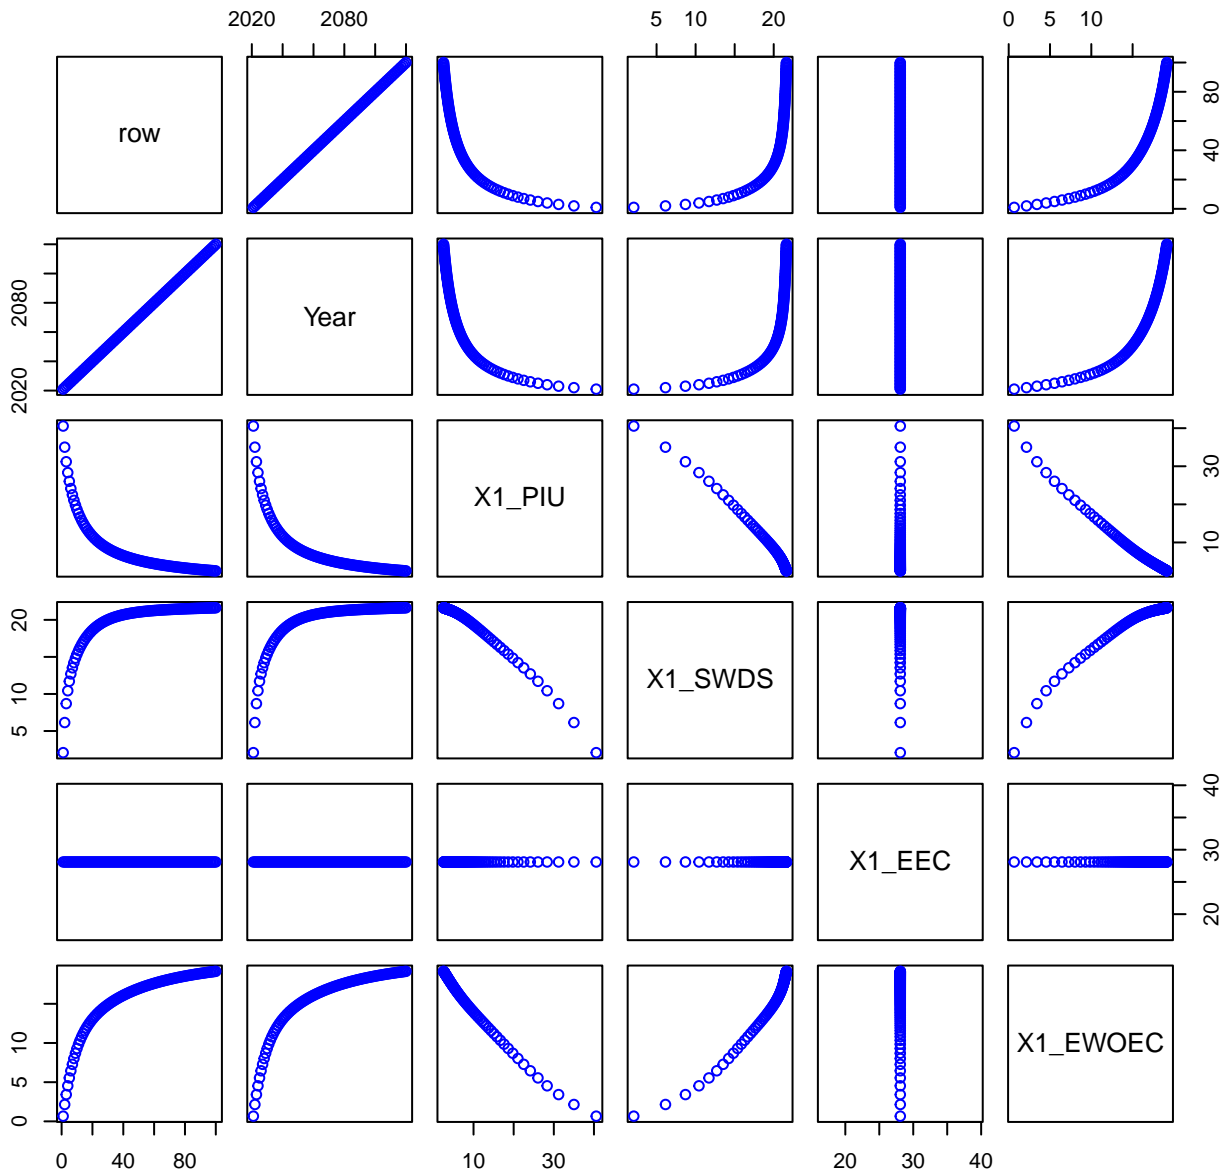 2020 2080 5 10 20 0 5 10
row 0 40 80
2020 2080 Year
X1_PIU 10 30
5 10 20 X1_SWDS
X1_EEC 20 30 40
0 5 10 X1_EWOEC
0 40 80 10 30 20 30 40